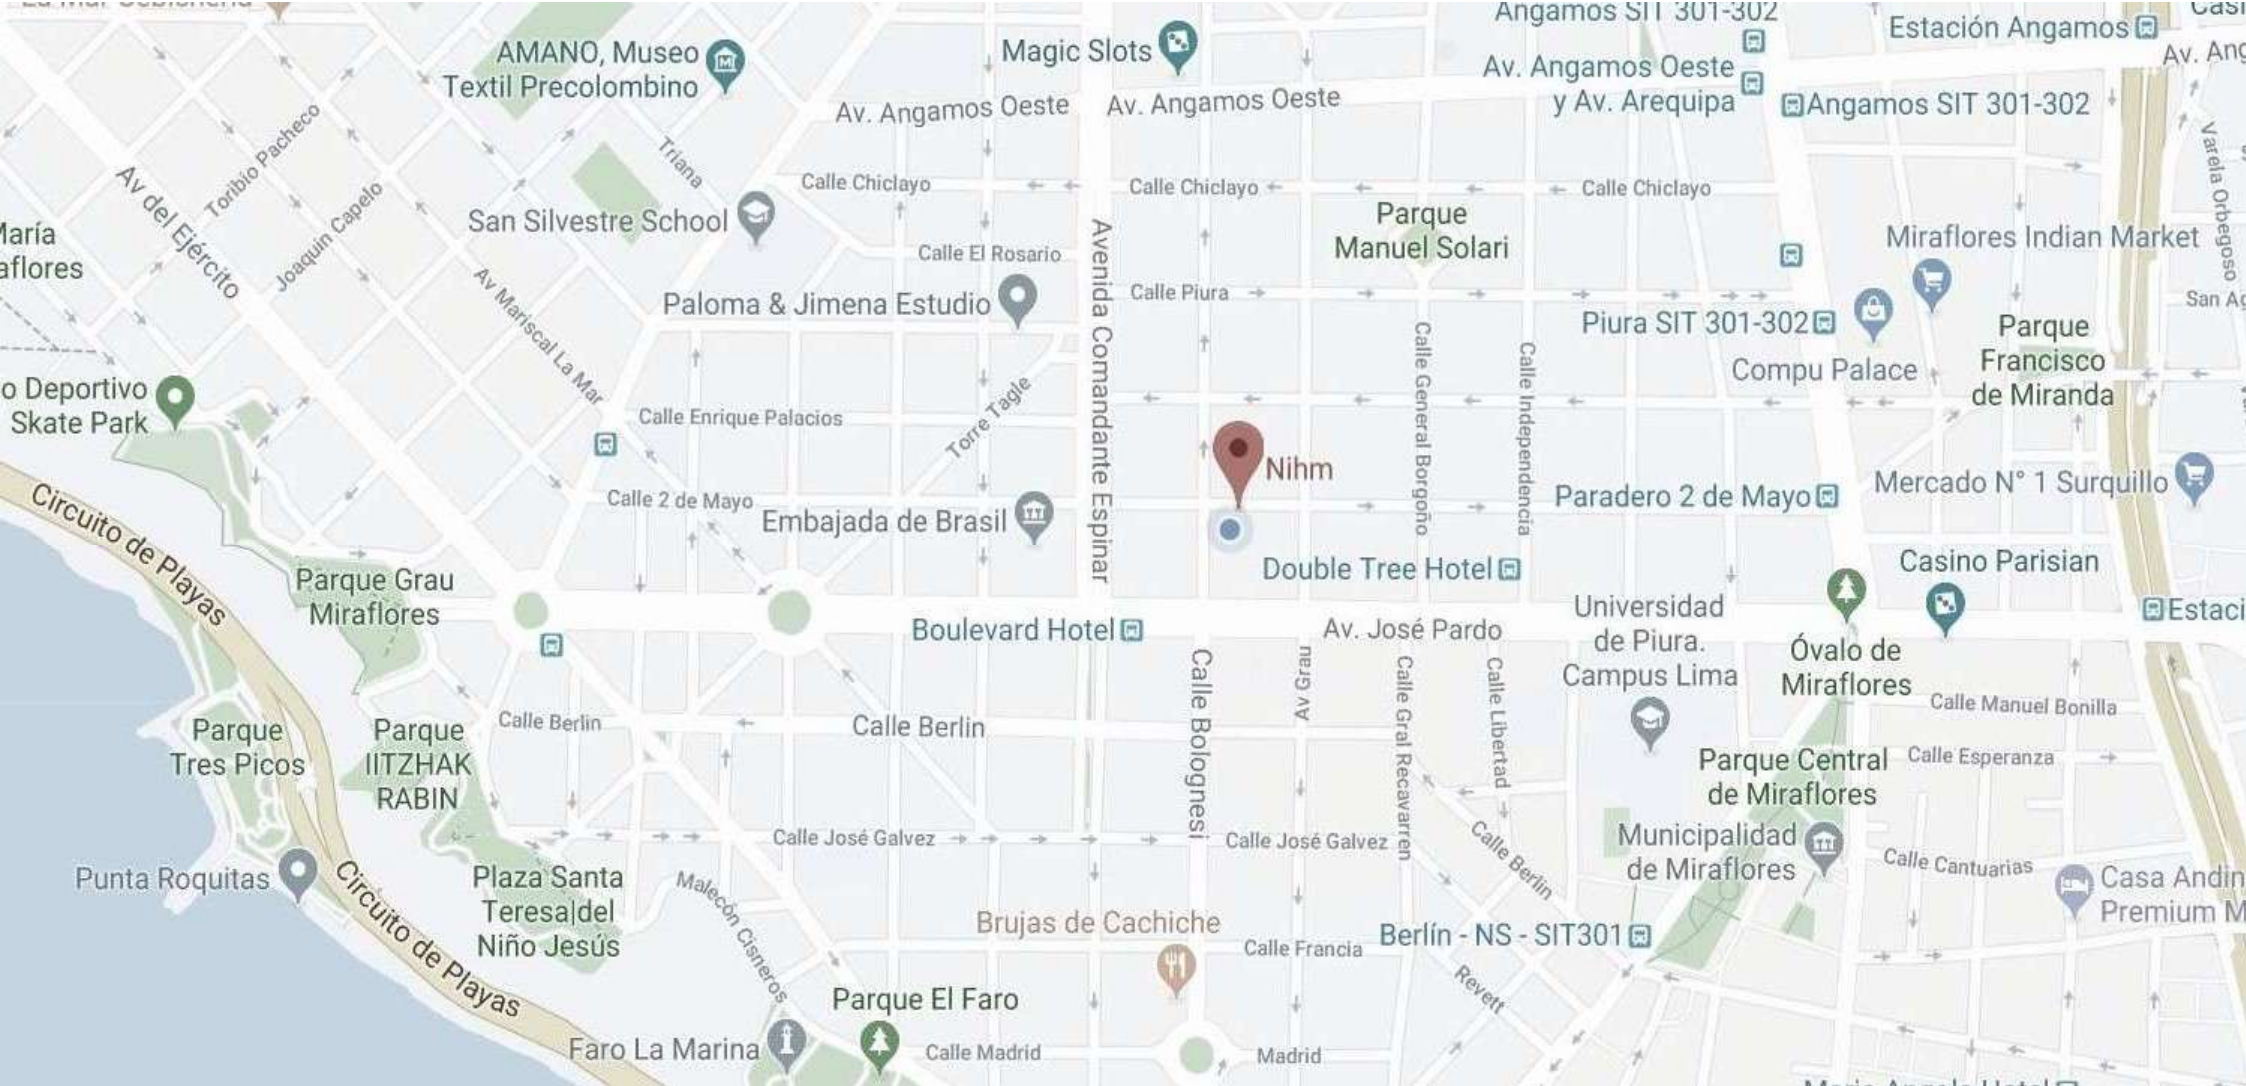 La Mar Cebichería
AMANO, Museo
Textil Precolombino
Magic Slots
Angamos SIT 301-302
Av. Angamos Oeste
y Av. Arequipa
Estación Angamos
Angamos SIT 301-302
Av. Angamos Oeste
Av. Angamos Oeste
Av. Ang
Toribio Pacheco
Triana
Av del Ejército
Joaquín Capelo
Calle Chiclayo
Calle Chiclayo
Calle Chiclayo
Varela Orbegoso
San Silvestre School
Parque
Manuel Solari
María
aflores
Calle El Rosario
Avenida Comandante Espinar
Miraflores Indian Market
Av Mariscal La Mar
Paloma & Jimena Estudio
Calle Piura
San Ag
Piura SIT 301-302
Parque
Francisco
de Miranda
Compu Palace
Calle General Borgoño
Calle Independencia
o Deportivo
Skate Park
Calle Enrique Palacios
Torre Tagle
Nihm
Circuito de Playas
Calle 2 de Mayo
Embajada de Brasil
Paradero 2 de Mayo
Mercado N° 1 Surquillo
Double Tree Hotel
Casino Parisian
Parque Grau
Miraflores
Boulevard Hotel
Av. José Pardo
Universidad
de Piura.
Campus Lima
Óvalo de
Miraflores
Estaci
Calle Bolognesi
Av Grau
Calle Gral Recavarren
Calle Libertad
Calle Manuel Bonilla
Parque
Tres Picos
Parque
IITZHAK
RABIN
Calle Berlin
Calle Berlin
Parque Central
de Miraflores
Calle Esperanza
Calle José Galvez
Calle José Galvez
Calle Berlin
Municipalidad
de Miraflores
Calle Cantuarias
Punta Roquitas
Circuito de Playas
Plaza Santa
Teresa|del
Niño Jesús
Malecón Cisneros
Casa Andin
Premium M
Brujas de Cachiche
Calle Francia
Berlín - NS - SIT301
Revett
Parque El Faro
Faro La Marina
Calle Madrid
Madrid